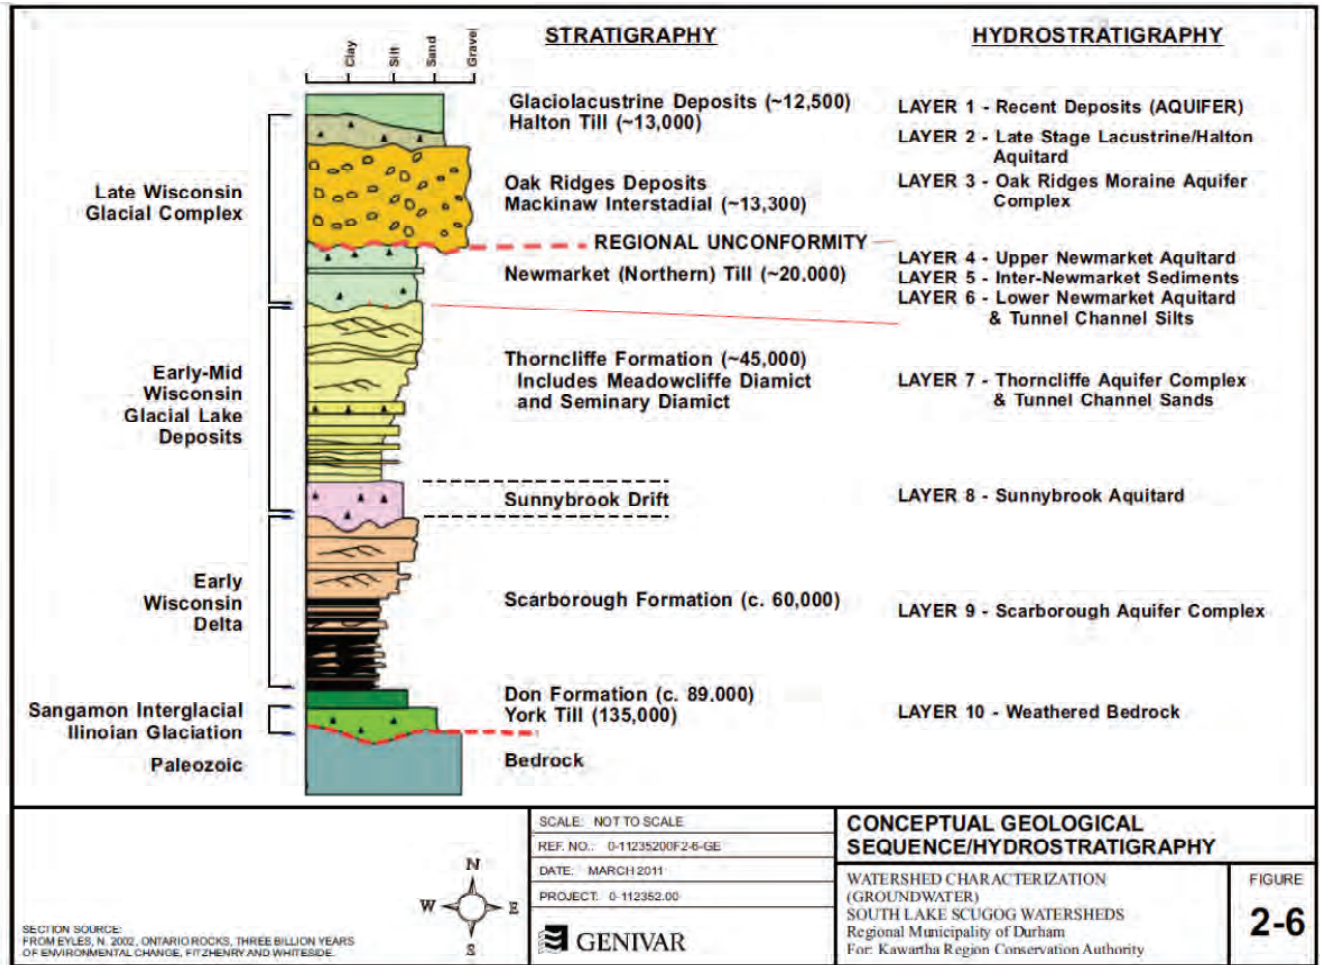 Clay
Silt
Sand
Gravel
STRATIGRAPHY
HYDROSTRATIGRAPHY
Glaciolacustrine Deposits (~12,500)
Halton Till (~13,000)
LAYER 1 - Recent Deposits (AQUIFER)
LAYER 2 - Late Stage Lacustrine/Halton
Aquitard
Late Wisconsin
Glacial Complex
Oak Ridges Deposits
Mackinaw Interstadial (~13,300)
LAYER 3 - Oak Ridges Moraine Aquifer
Complex
REGIONAL UNCONFORMITY
Newmarket (Northern) Till (~20,000)
LAYER 4 - Upper Newmarket Aquitard
LAYER 5 - Inter-Newmarket Sediments
LAYER 6 - Lower Newmarket Aquitard
& Tunnel Channel Silts
Early-Mid
Wisconsin
Glacial Lake
Deposits
Thorncliffe Formation (~45,000)
Includes Meadowcliffe Diamict
and Seminary Diamict
LAYER 7 - Thorncliffe Aquifer Complex
& Tunnel Channel Sands
Sunnybrook Drift
LAYER 8 - Sunnybrook Aquitard
Early
Wisconsin
Delta
Scarborough Formation (c. 60,000)
LAYER 9 - Scarborough Aquifer Complex
Sangamon Interglacial
Ilinoian Glaciation
Don Formation (c. 89,000)
York Till (135,000)
LAYER 10 - Weathered Bedrock
Paleozoic
Bedrock
SECTION SOURCE:
FROM EYLES, N. 2002, ONTARIO ROCKS, THREE BILLION YEARS
OF ENVIRONMENTAL CHANGE, FITZHENRY AND WHITESIDE.
N
W
E
S
SCALE: NOT TO SCALE
REF. NO.: 0-11235200F2-6-GE
DATE: MARCH 2011
PROJECT: 0-112352.00
GENIVAR
CONCEPTUAL GEOLOGICAL
SEQUENCE/HYDROSTRATIGRAPHY
WATERSHED CHARACTERIZATION
(GROUNDWATER)
SOUTH LAKE SCUGOG WATERSHEDS
Regional Municipality of Durham
For: Kawartha Region Conservation Authority
FIGURE
2-6